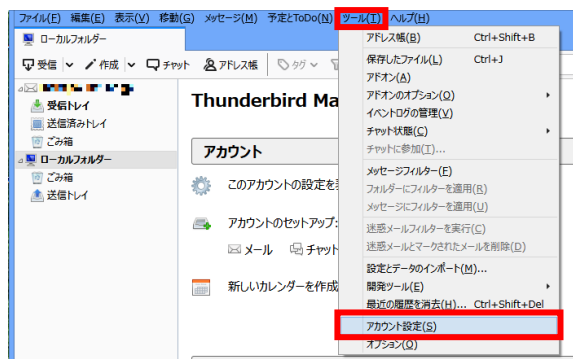 ファイル(F) 編集(E) 表示(V) 移動(G) メッセージ(M) 予定とToDo(N) ツール(T) ヘルプ(H)
ローカルフォルダー
受信 作成 チャット アドレス帳 タグ
受信トレイ
送信済みトレイ
ごみ箱
ローカルフォルダー
ごみ箱
送信トレイ
Thunderbird Ma
アカウント
このアカウントの設定を
アカウントのセットアップ:
メール チャット
新しいカレンダーを作成
アドレス帳(B) Ctrl+Shift+B
保存したファイル(L) Ctrl+J
アドオン(A)
アドオンのオプション(O)
イベントログの管理(V)
チャット状態(C)
チャットに参加(T)...
メッセージフィルター(F)
フォルダーにフィルターを適用(R)
メッセージにフィルターを適用(U)
迷惑メールフィルターを実行(C)
迷惑メールとマークされたメールを削除(D)
設定とデータのインポート(M)...
開発ツール(E)
最近の履歴を消去(H)... Ctrl+Shift+Del
アカウント設定(S)
オプション(O)